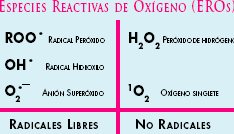 Especies Reactivas de Oxígeno (EROs)
ROO• Radical Peróxido
H₂O₂ Peróxido de hidrógeno
OH• Radical Hidroxilo
O₂•⁻ Anión Superóxido
¹O₂ Oxígeno singlete
Radicales Libres
No Radicales